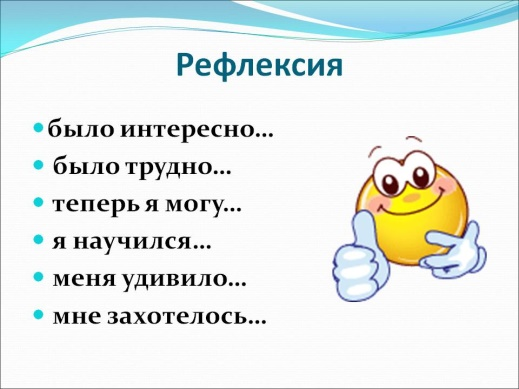 Рефлексия
• было интересно...
• было трудно...
• теперь я могу...
• я научился...
• меня удивило...
• мне захотелось...